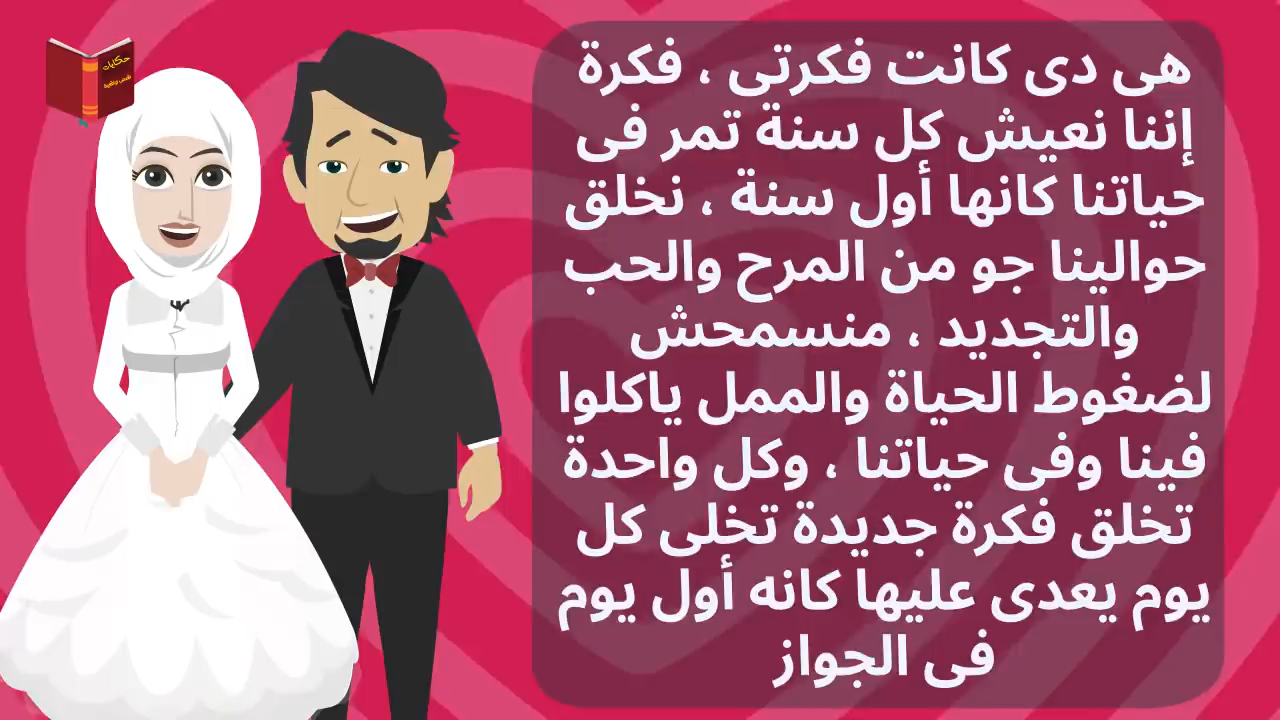 حكايات
هى دى كانت فكرتى ، فكرة
إننا نعيش كل سنة تمر فى
حياتنا كانها أول سنة ، نخلق
حوالينا جو من المرح والحب
والتجديد ، منسمحش
لضغوط الحياة والممل ياكلوا
فينا وفى حياتنا ، وكل واحدة
تخلق فكرة جديدة تخلى كل
يوم يعدى عليها كانه أول يوم
فى الجواز